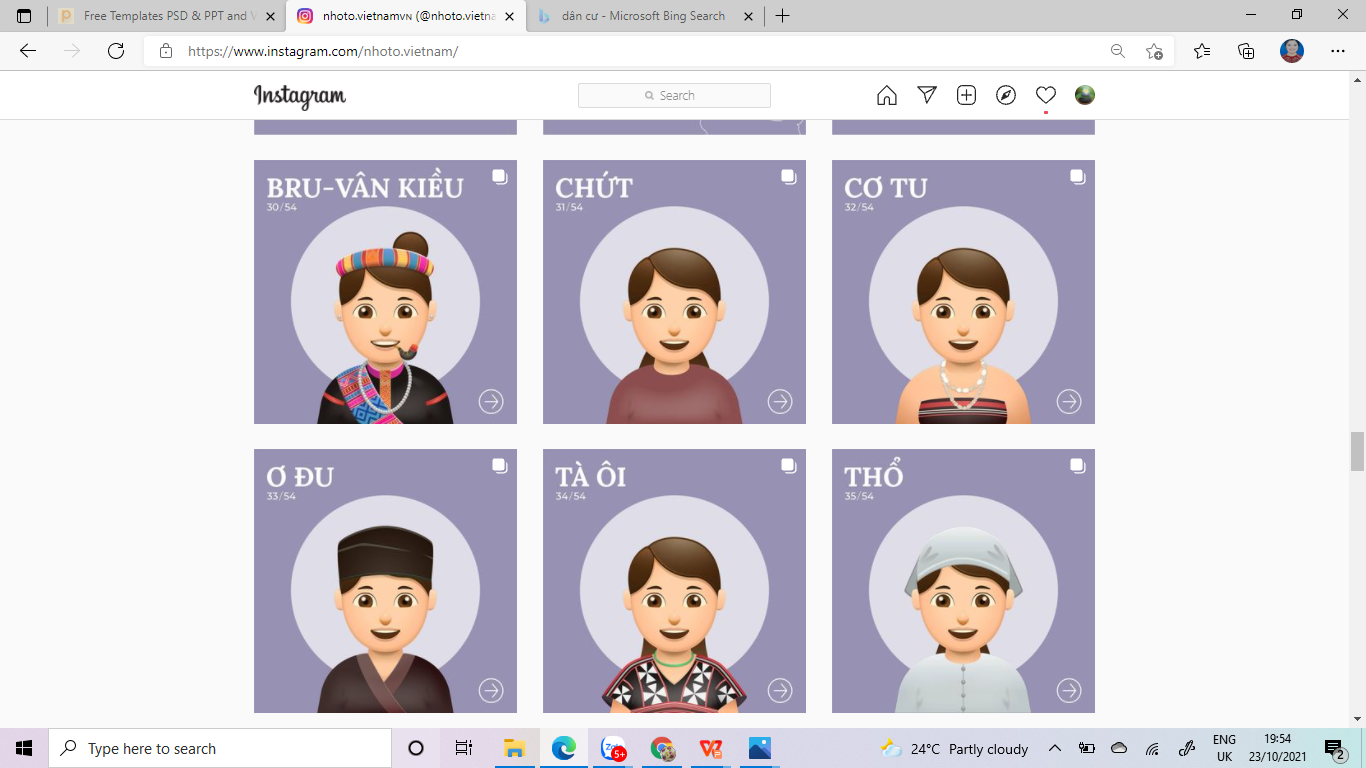 Free Templates PSD & PPT and V
nhoto.vietnamVN (@nhoto.vietna
dân cư - Microsoft Bing Search
https://www.instagram.com/nhoto.vietnam/
Instagram
Search
BRU-VÂN KIỀU
30/54
CHỨT
31/54
CƠ TU
32/54
Ơ ĐU
33/54
TÀ ÔI
34/54
THỔ
35/54
Type here to search
Zalo
5+
24°C Partly cloudy
ENG
UK
19:54
23/10/2021
2